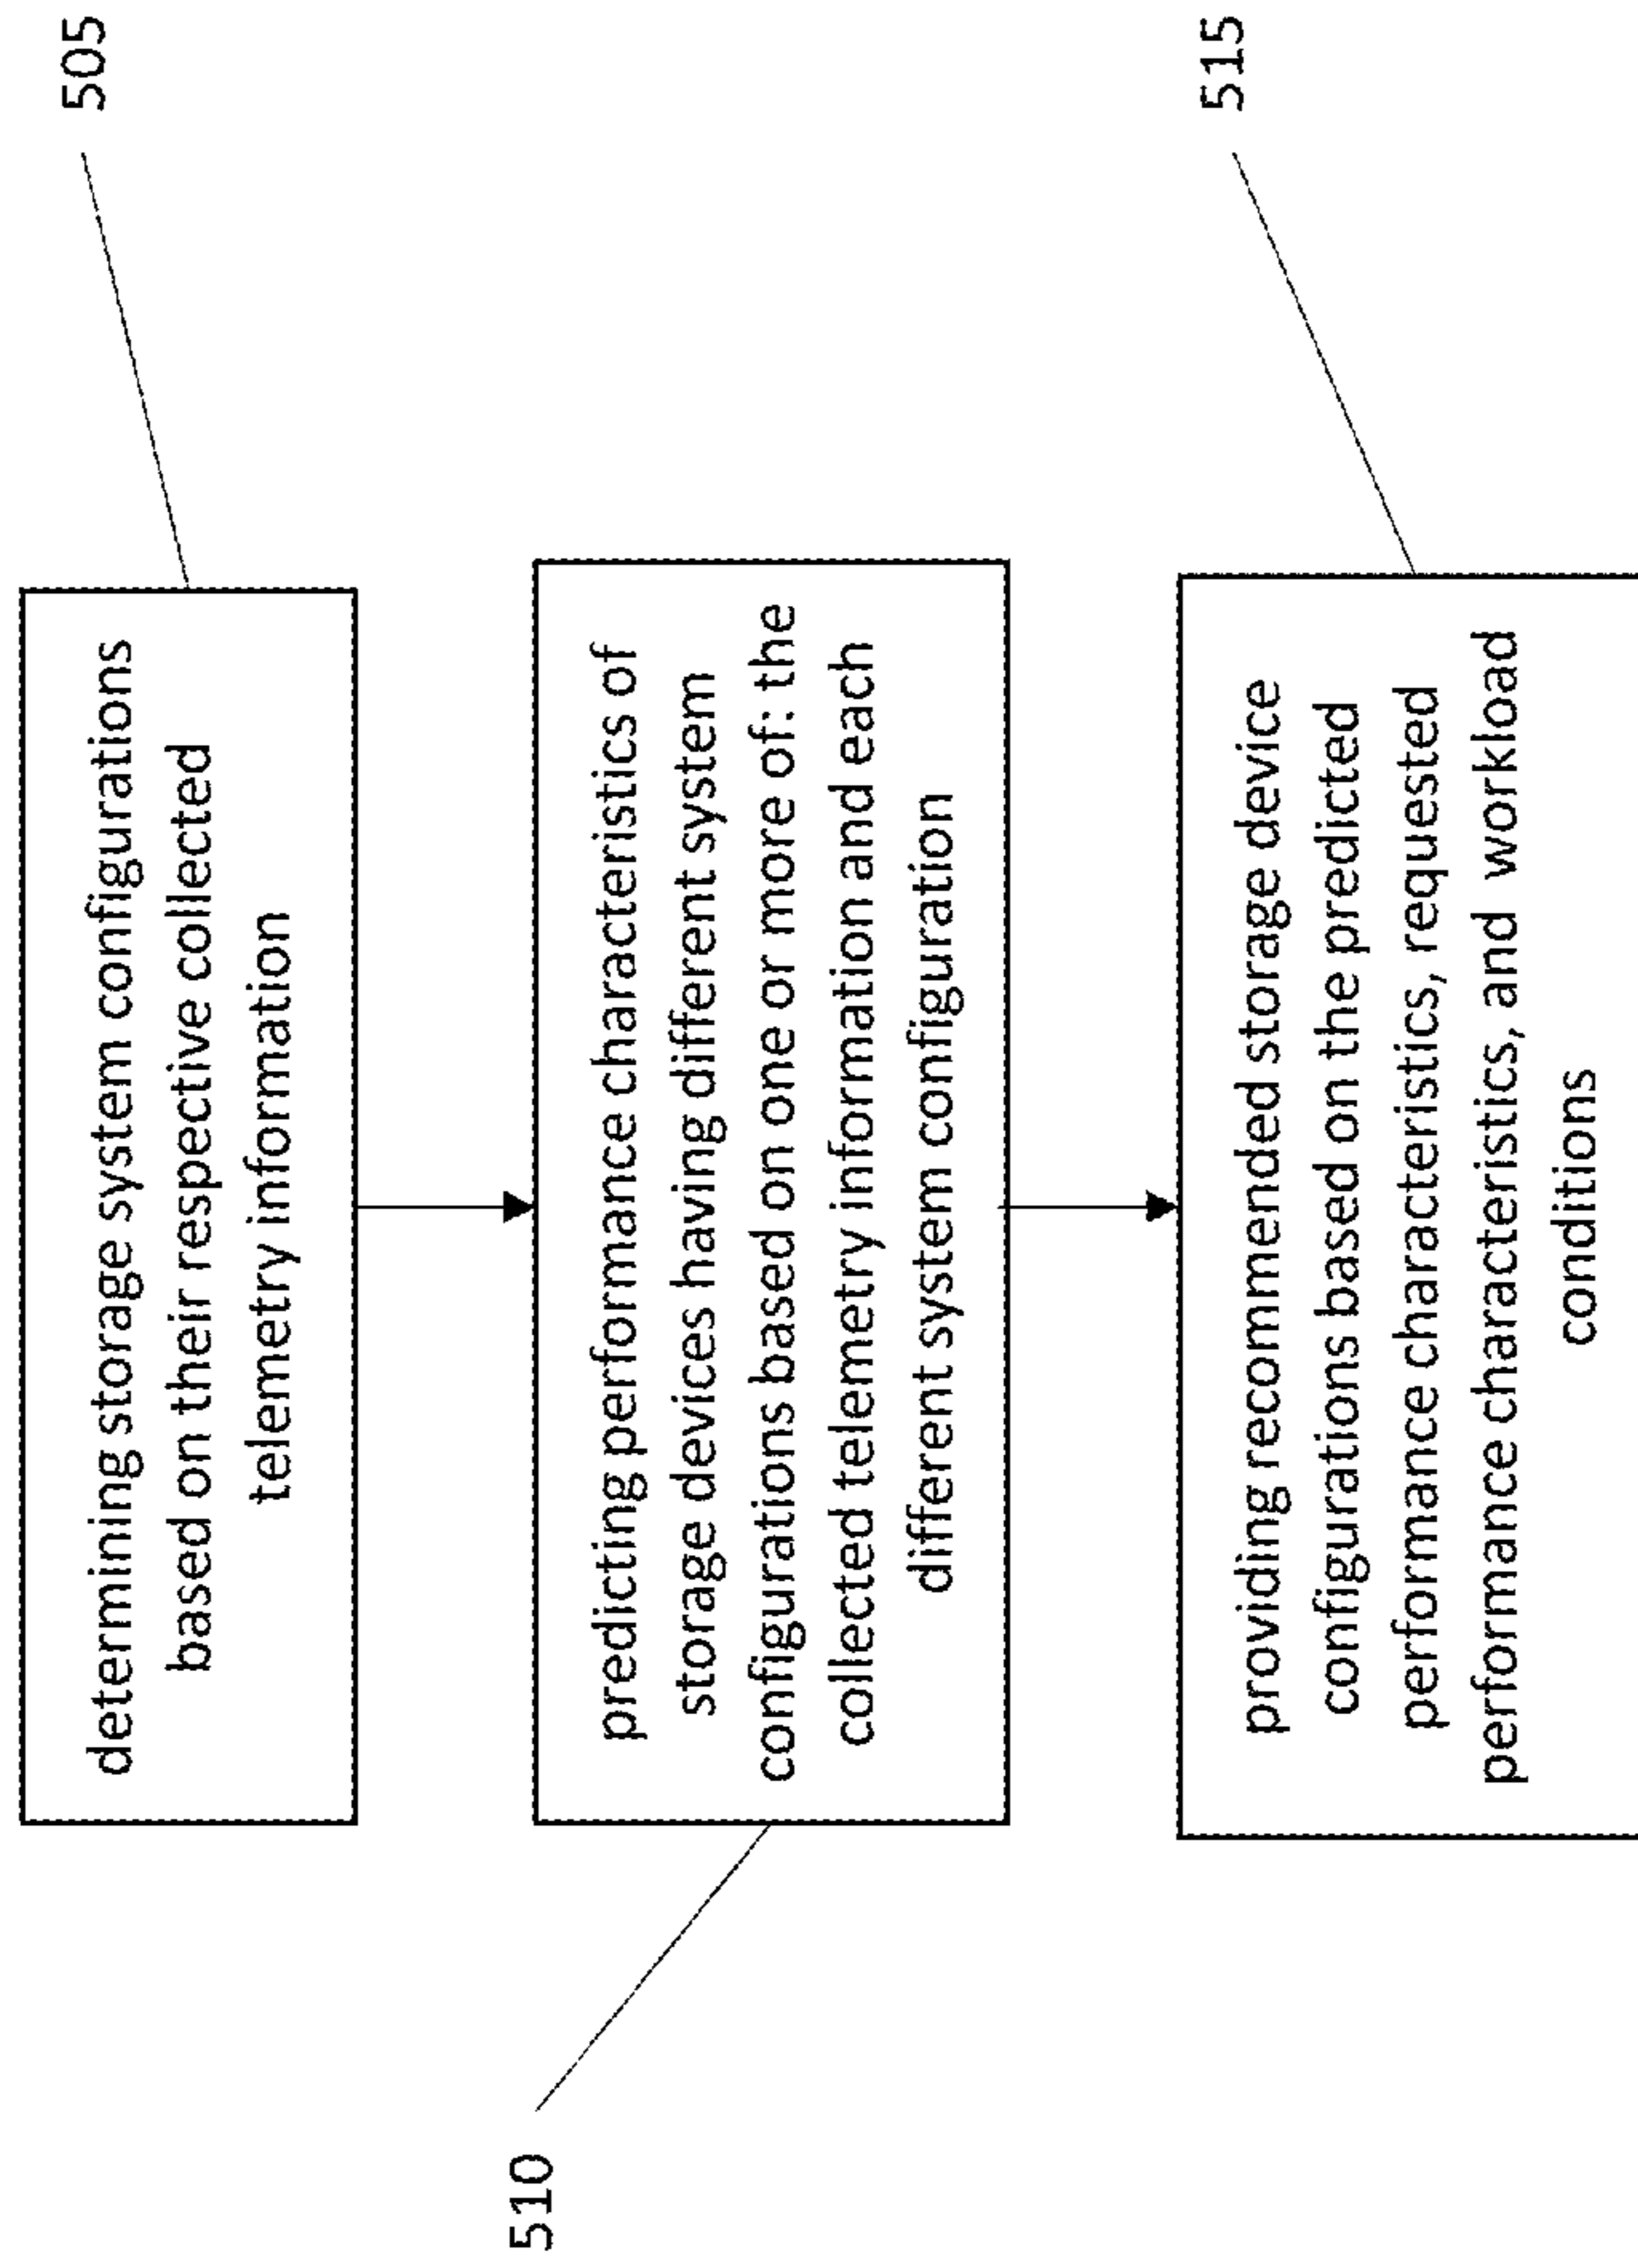 determining storage system configurations
based on their respective collected
telemetry information
505
predicting performance characteristics of
storage devices having different system
configurations based on one or more of: the
collected telemetry information and each
different system configuration
510
providing recommended storage device
configurations based on the predicted
performance characteristics, requested
performance characteristics, and workload
conditions
515